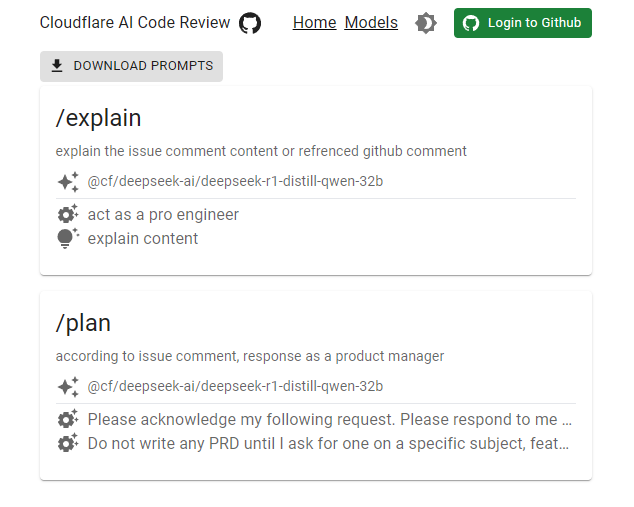 Cloudflare AI Code Review Home Models Login to Github
DOWNLOAD PROMPTS
/explain
explain the issue comment content or refrenced github comment
@cf/deepseek-ai/deepseek-r1-distill-qwen-32b
act as a pro engineer
explain content
/plan
according to issue comment, response as a product manager
@cf/deepseek-ai/deepseek-r1-distill-qwen-32b
Please acknowledge my following request. Please respond to me ...
Do not write any PRD until I ask for one on a specific subject, feat...